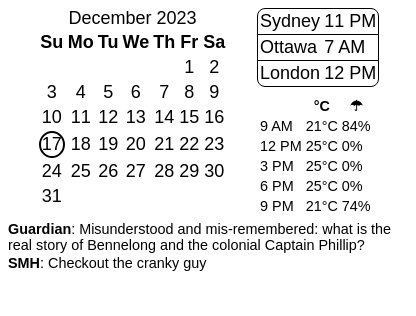 December 2023
Su Mo Tu We Th Fr Sa
1 2
3 4 5 6 7 8 9
10 11 12 13 14 15 16
17 18 19 20 21 22 23
24 25 26 27 28 29 30
31
Sydney 11 PM
Ottawa 7 AM
London 12 PM
°C ☂
9 AM 21°C 84%
12 PM 25°C 0%
3 PM 25°C 0%
6 PM 25°C 0%
9 PM 21°C 74%
Guardian: Misunderstood and mis-remembered: what is the
real story of Bennelong and the colonial Captain Phillip?
SMH: Checkout the cranky guy